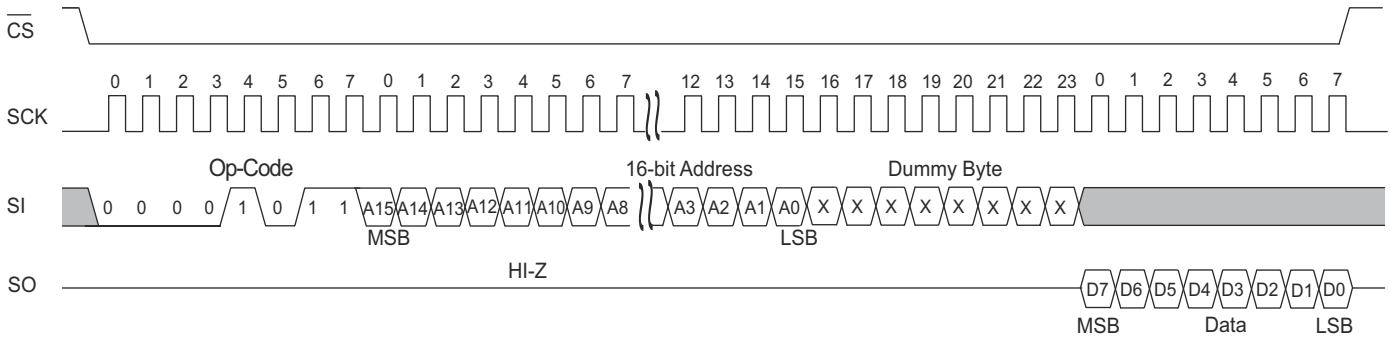 CS
0 1 2 3 4 5 6 7 0 1 2 3 4 5 6 7 12 13 14 15 16 17 18 19 20 21 22 23 0 1 2 3 4 5 6 7
SCK
Op-Code 16-bit Address Dummy Byte
SI 0 0 0 0 1 0 1 1 A15 A14 A13 A12 A11 A10 A9 A8 A3 A2 A1 A0 X X X X X X X X
MSB LSB
HI-Z
SO D7 D6 D5 D4 D3 D2 D1 D0
MSB Data LSB